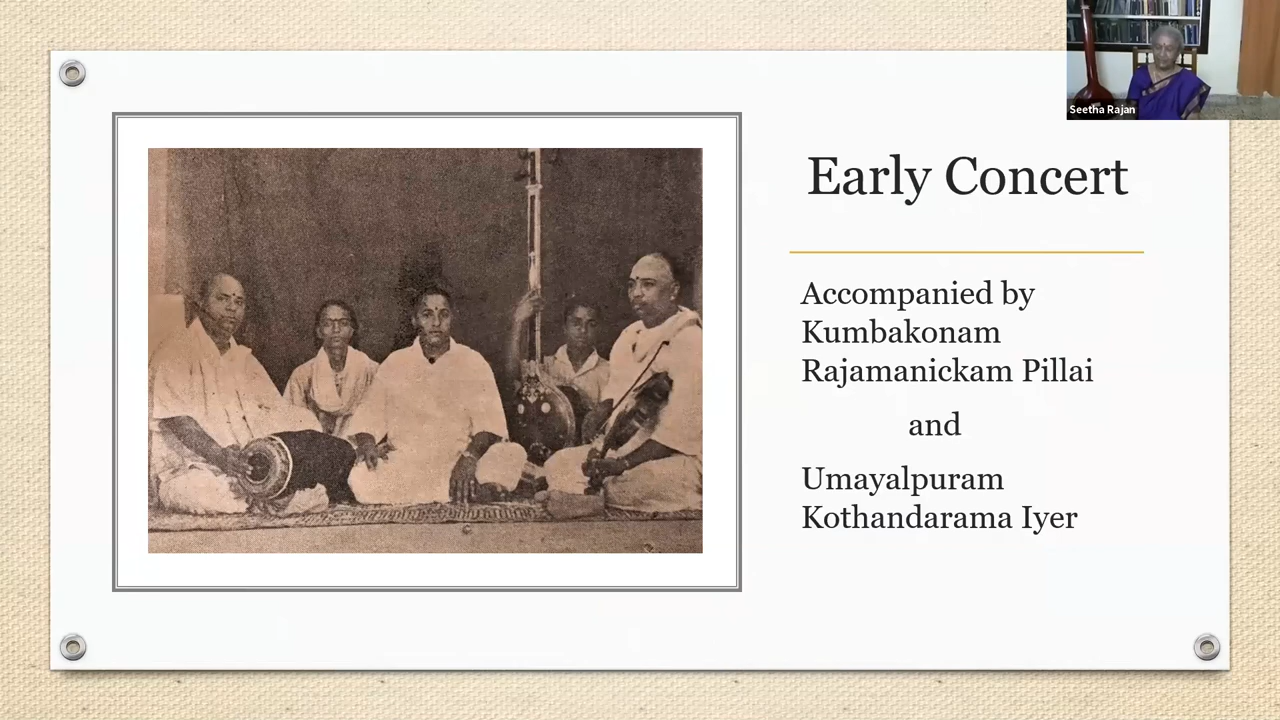 Seetha Rajan
Early Concert
Accompanied by
Kumbakonam
Rajamanickam Pillai
and
Umayalpuram
Kothandarama Iyer